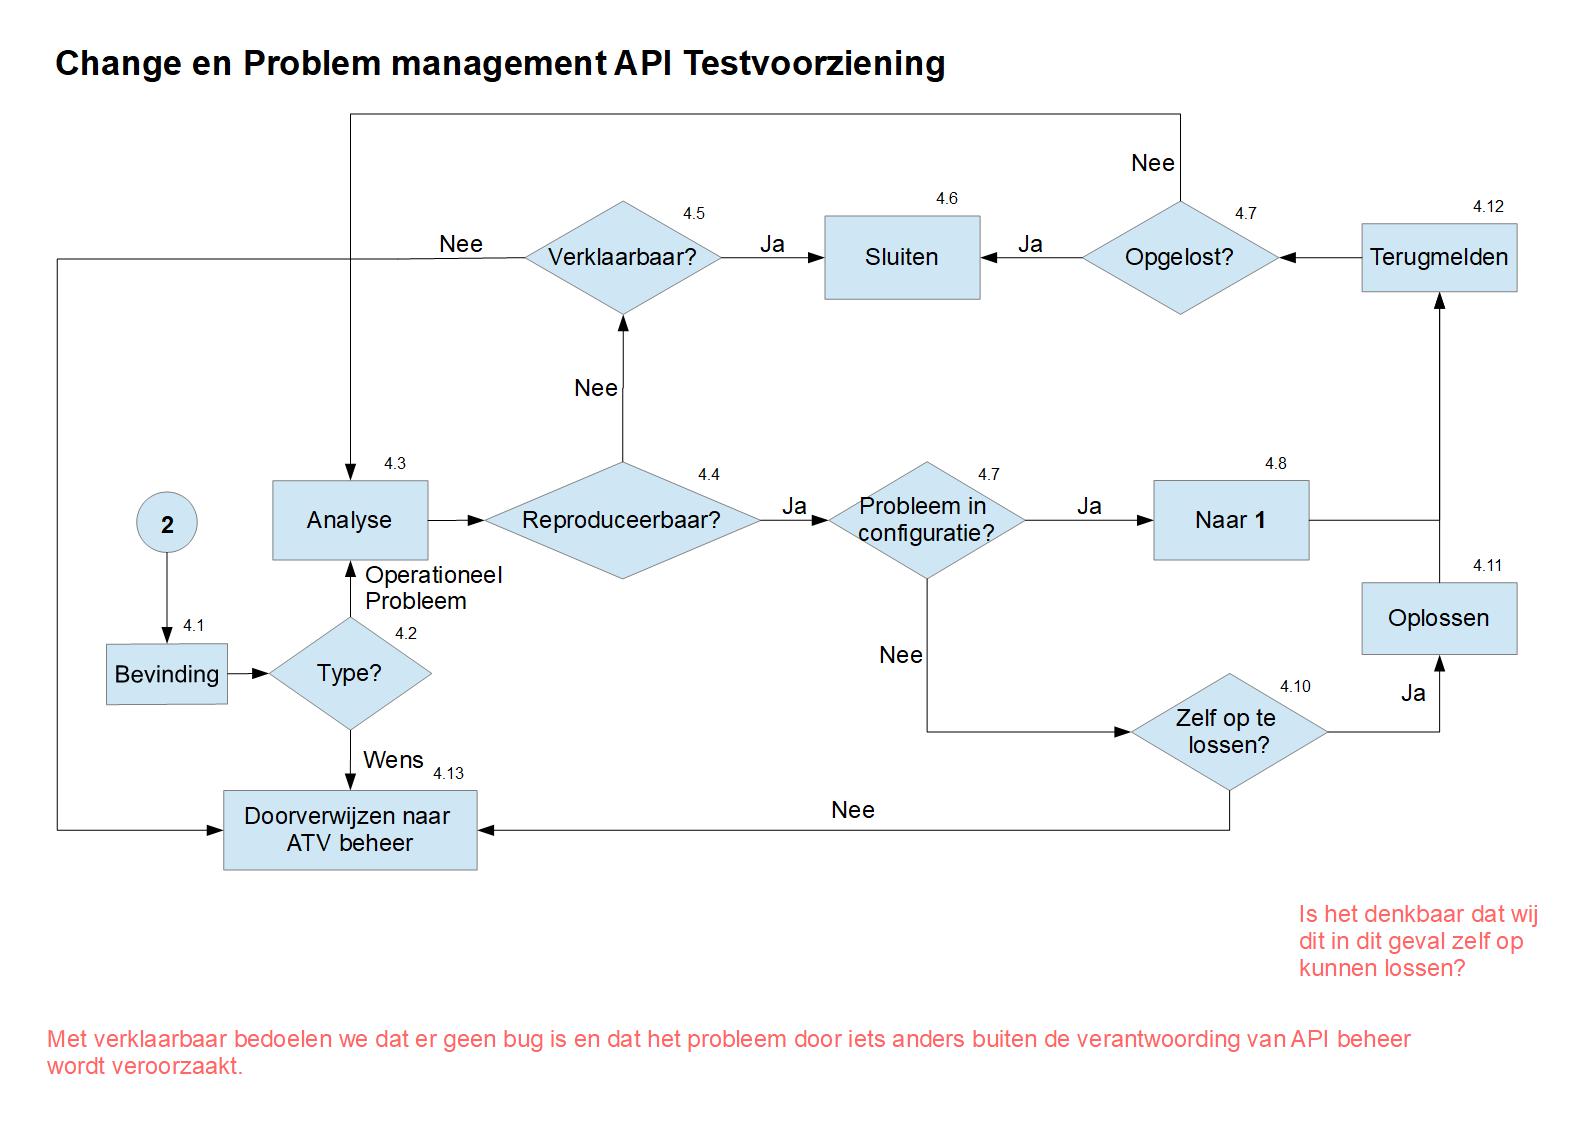 Change en Problem management API Testvoorziening
Nee
4.5
4.6
4.7
4.12
Nee
Verklaarbaar?
Ja
Sluiten
Ja
Opgelost?
Terugmelden
Nee
4.3
4.4
4.7
4.8
2
Analyse
Reproduceerbaar?
Ja
Probleem in
configuratie?
Ja
Naar 1
Operationeel
Probleem
4.11
Oplossen
4.1
4.2
Bevinding
Type?
Nee
4.10
Zelf op te
lossen?
Ja
Wens
4.13
Doorverwijzen naar
ATV beheer
Nee
Is het denkbaar dat wij
dit in dit geval zelf op
kunnen lossen?
Met verklaarbaar bedoelen we dat er geen bug is en dat het probleem door iets anders buiten de verantwoording van API beheer
wordt veroorzaakt.